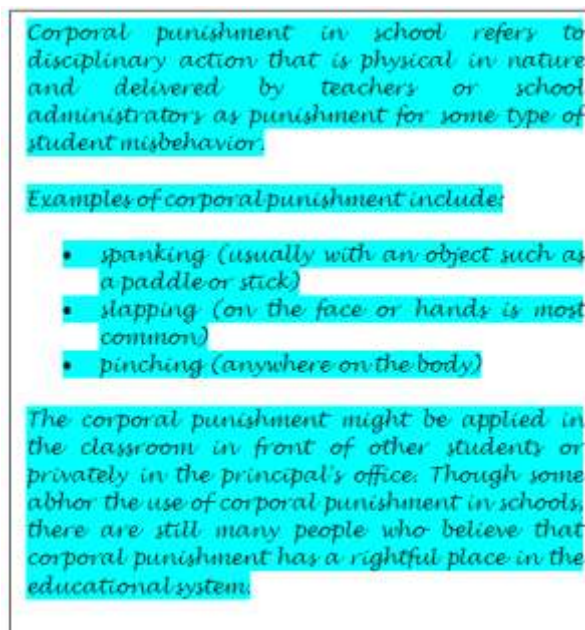 Corporal punishment in school refers to
disciplinary action that is physical in nature
and delivered by teachers or school
administrators as punishment for some type of
student misbehavior.
Examples of corporal punishment include:
• spanking (usually with an object such as
a paddle or stick)
• slapping (on the face or hands is most
common)
• pinching (anywhere on the body)
The corporal punishment might be applied in
the classroom in front of other students or
privately in the principal's office. Though some
abhor the use of corporal punishment in schools,
there are still many people who believe that
corporal punishment has a rightful place in the
educational system.